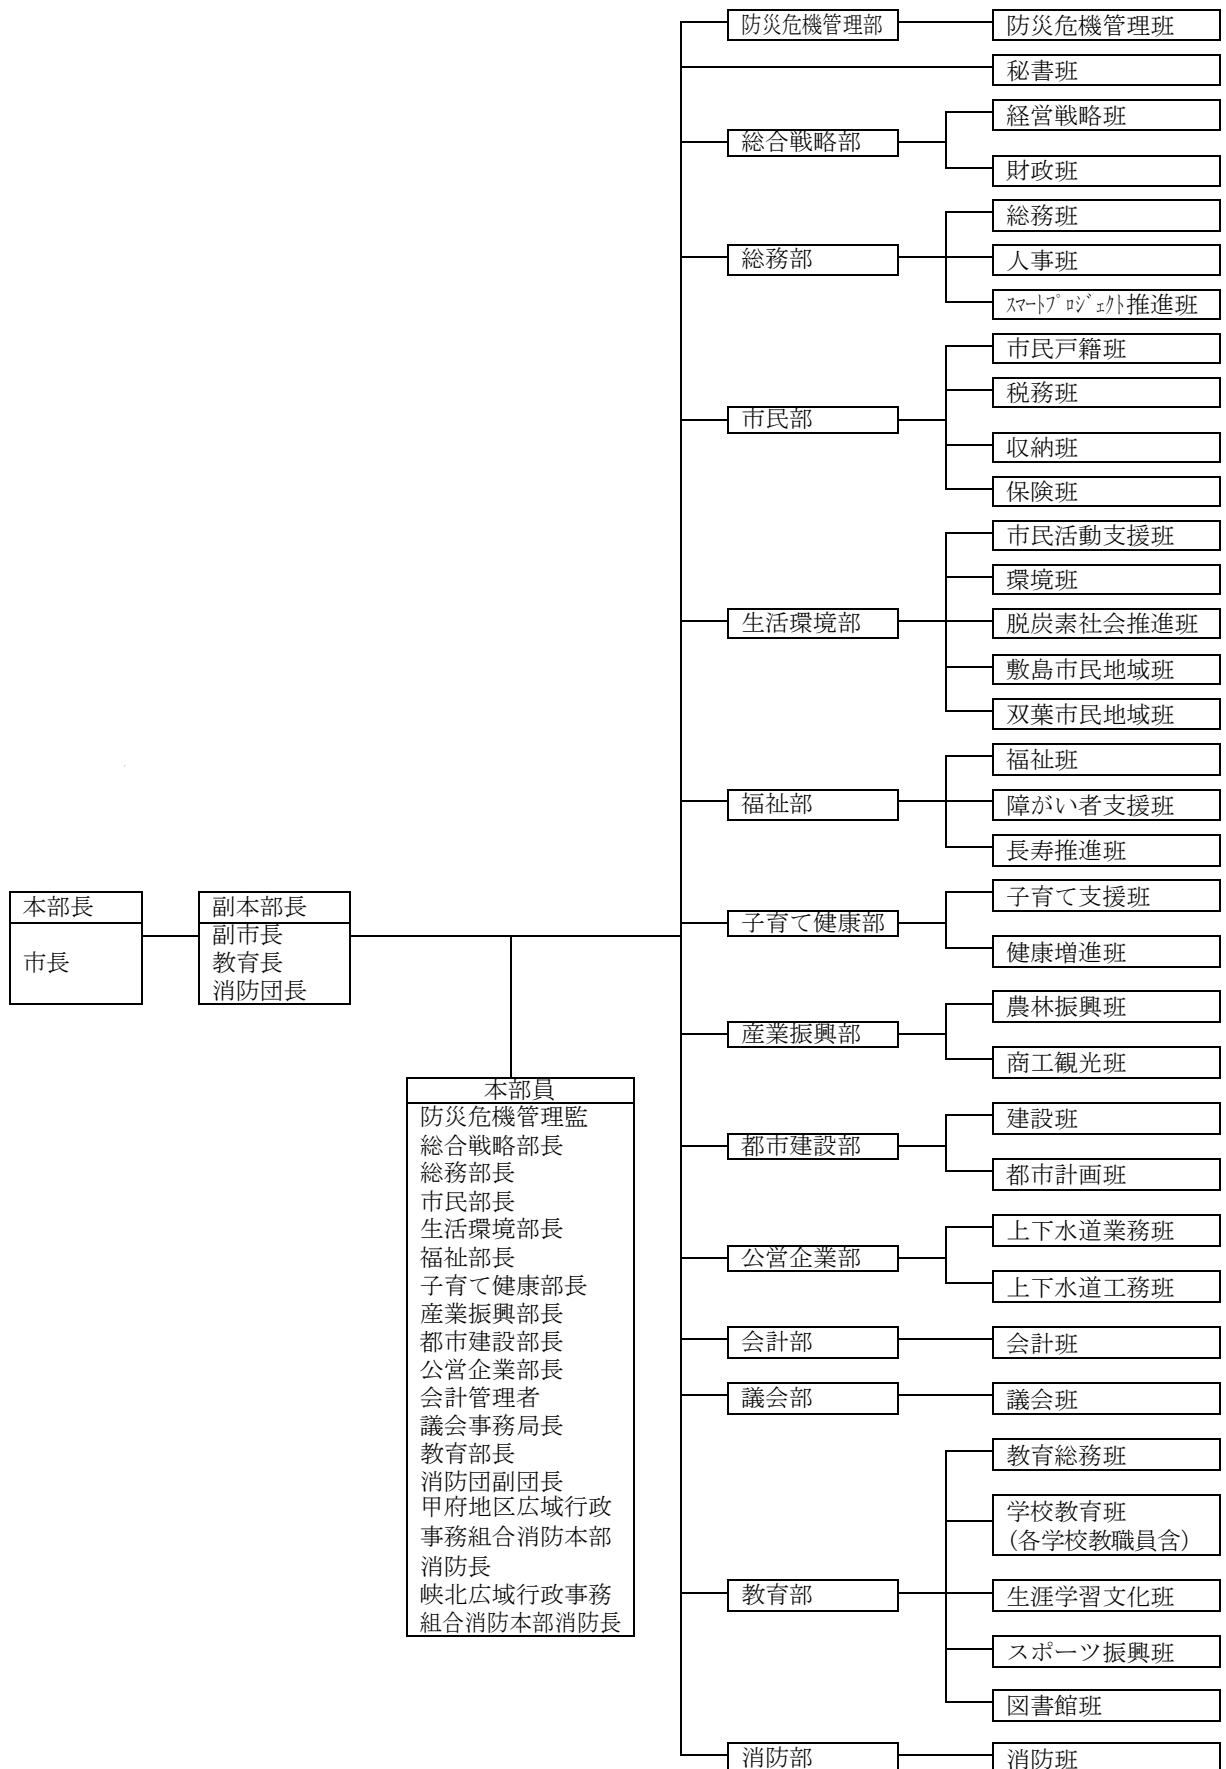 防災危機管理部
防災危機管理班
秘書班
総合戦略部
経営戦略班
財政班
総務部
総務班
人事班
ｽﾏｰﾄﾌﾟﾛｼﾞｪｸﾄ推進班
市民部
市民戸籍班
税務班
収納班
保険班
生活環境部
市民活動支援班
環境班
脱炭素社会推進班
敷島市民地域班
双葉市民地域班
福祉部
福祉班
障がい者支援班
長寿推進班
本部長
市長
副本部長
副市長
教育長
消防団長
子育て健康部
子育て支援班
健康増進班
産業振興部
農林振興班
商工観光班
本部員
防災危機管理監
総合戦略部長
総務部長
市民部長
生活環境部長
福祉部長
子育て健康部長
産業振興部長
都市建設部長
公営企業部長
会計管理者
議会事務局長
教育部長
消防団副団長
甲府地区広域行政
事務組合消防本部
消防長
峡北広域行政事務
組合消防本部消防長
都市建設部
建設班
都市計画班
公営企業部
上下水道業務班
上下水道工務班
会計部
会計班
議会部
議会班
教育部
教育総務班
学校教育班
(各学校教職員含)
生涯学習文化班
スポーツ振興班
図書館班
消防部
消防班